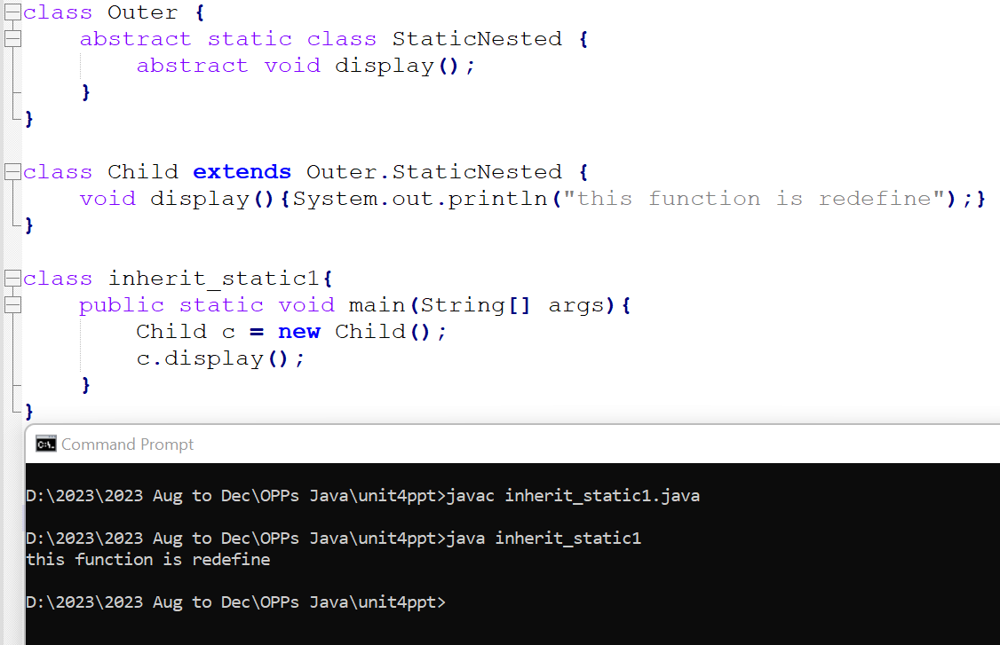 class Outer {
abstract static class StaticNested {
abstract void display();
}
}
class Child extends Outer.StaticNested {
void display(){System.out.println("this function is redefine");}
}
class inherit_static1{
public static void main(String[] args){
Child c = new Child();
c.display();
}
}
C:\. Command Prompt
D:\2023\2023 Aug to Dec\OPPs Java\unit4ppt>javac inherit_static1.java
D:\2023\2023 Aug to Dec\OPPs Java\unit4ppt>java inherit_static1
this function is redefine
D:\2023\2023 Aug to Dec\OPPs Java\unit4ppt>